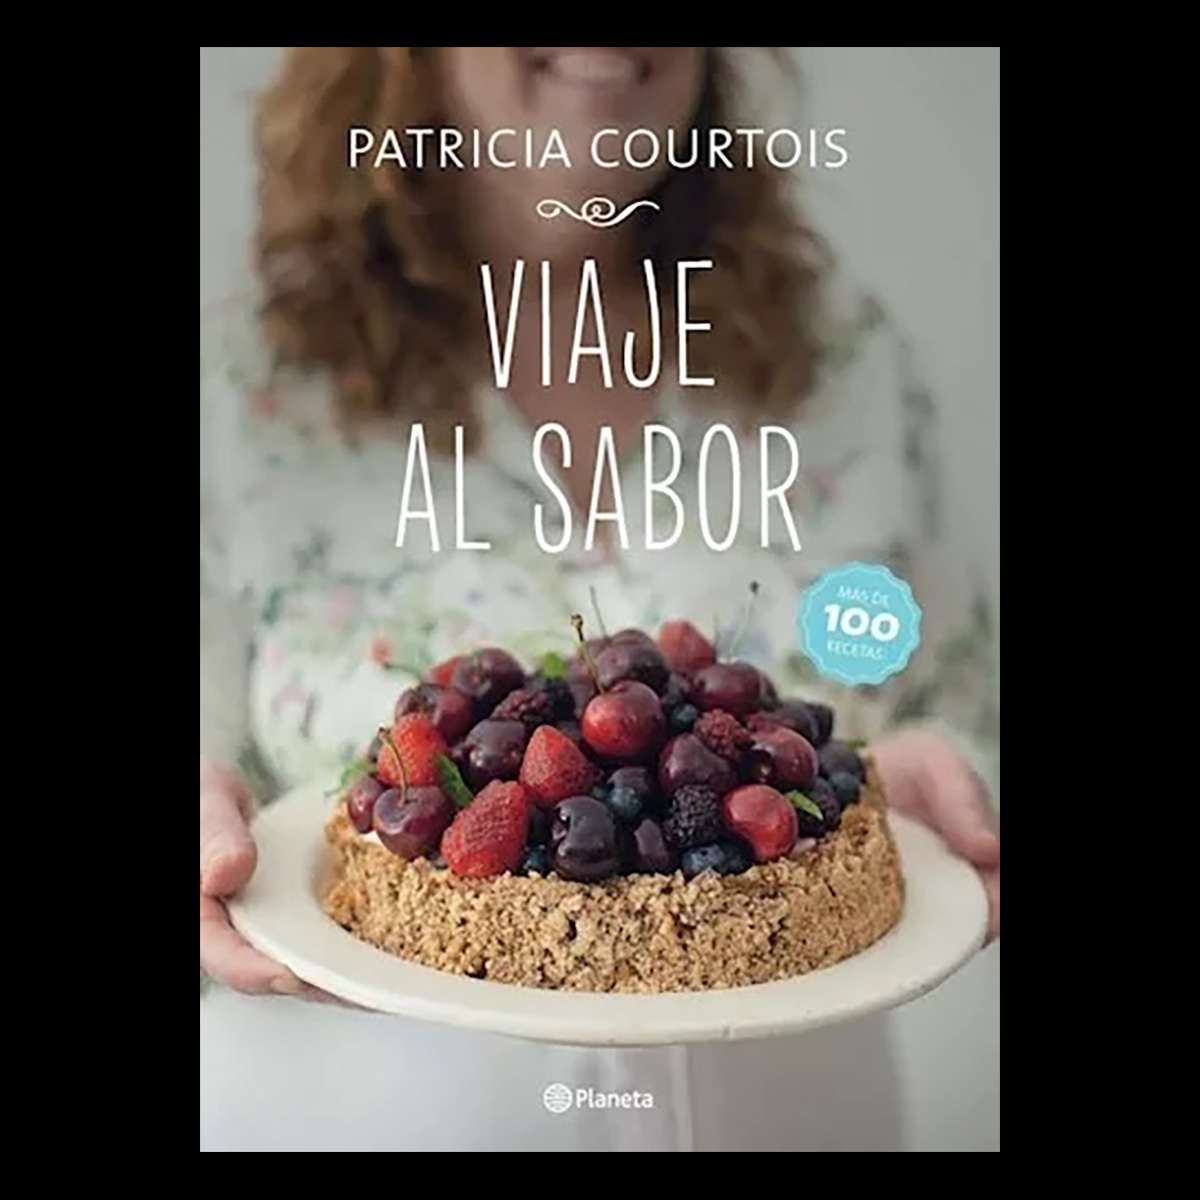 PATRICIA COURTOIS
VIAJE
AL SABOR
MÁS DE
100
RECETAS
Planeta